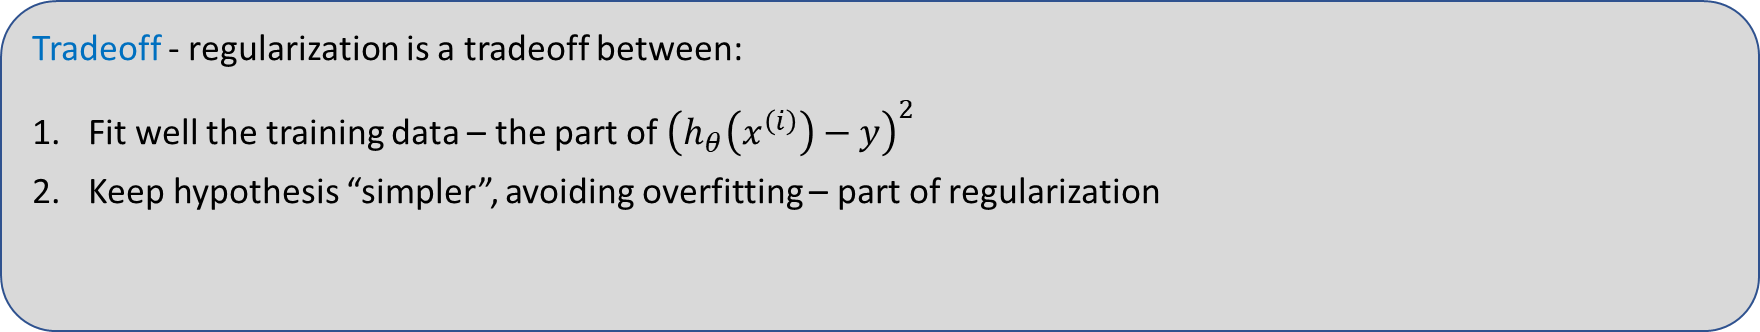 Tradeoff - regularization is a tradeoff between:
1. Fit well the training data – the part of (h_θ(x^(i)) − y)^2
2. Keep hypothesis “simpler”, avoiding overfitting – part of regularization